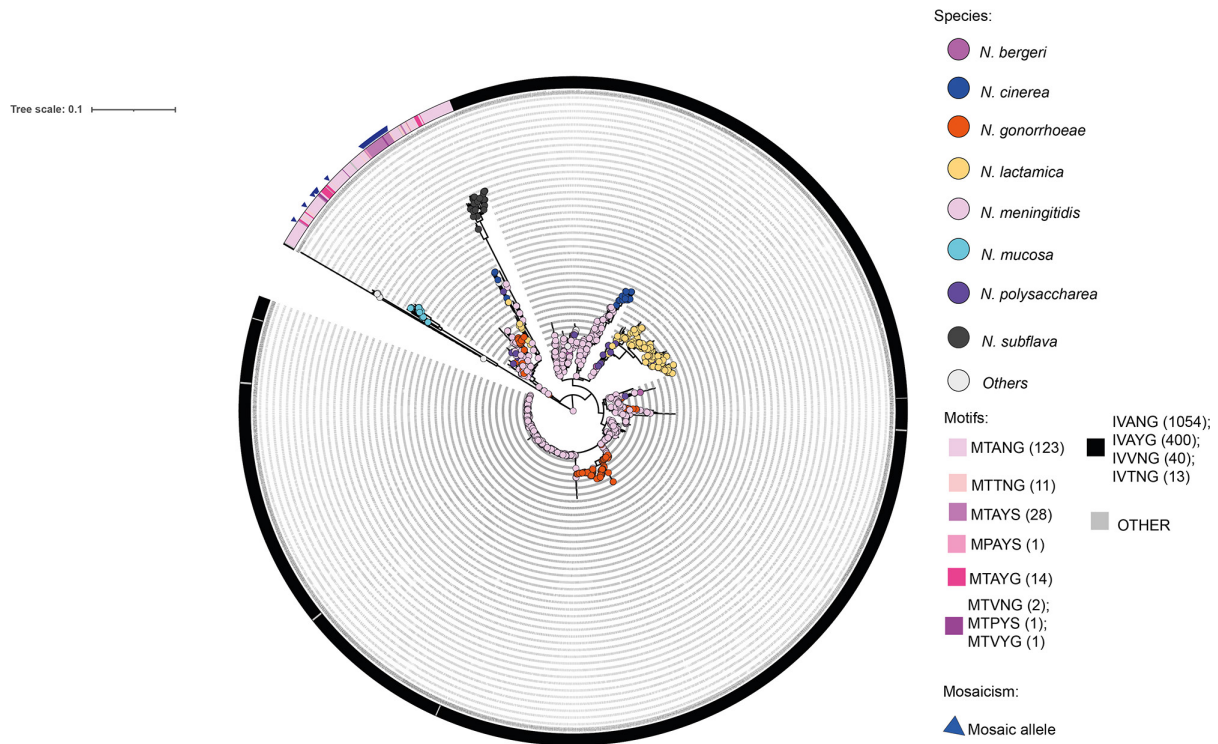 Species:
N. bergeri
N. cinerea
N. gonorrhoeae
N. lactamica
N. meningitidis
N. mucosa
N. polysaccharea
N. subflava
Others
Tree scale: 0.1
Motifs:
MTANG (123)
MTTNG (11)
MTAYS (28)
MPAYS (1)
MTAYG (14)
MTVNG (2);
MTPYS (1);
MTVYG (1)
IVANG (1054);
IVAYG (400);
IVVNG (40);
IVTNG (13)
OTHER
Mosaicism:
Mosaic allele